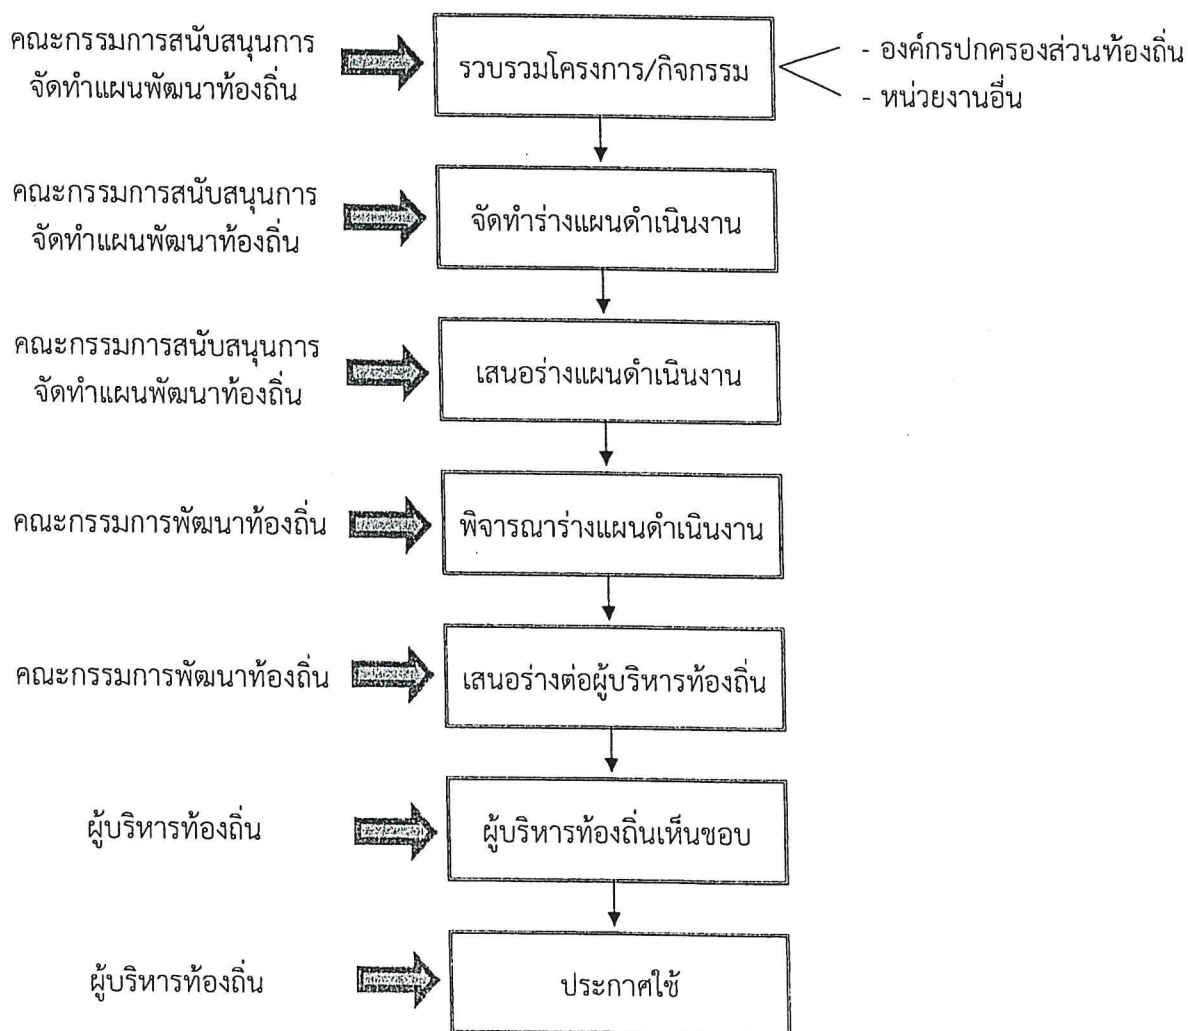 คณะกรรมการสนับสนุนการ
จัดทำแผนพัฒนาท้องถิ่น
รวบรวมโครงการ/กิจกรรม
- องค์กรปกครองส่วนท้องถิ่น
- หน่วยงานอื่น
คณะกรรมการสนับสนุนการ
จัดทำแผนพัฒนาท้องถิ่น
จัดทำร่างแผนดำเนินงาน
คณะกรรมการสนับสนุนการ
จัดทำแผนพัฒนาท้องถิ่น
เสนอร่างแผนดำเนินงาน
คณะกรรมการพัฒนาท้องถิ่น
พิจารณาร่างแผนดำเนินงาน
คณะกรรมการพัฒนาท้องถิ่น
เสนอร่างต่อผู้บริหารท้องถิ่น
ผู้บริหารท้องถิ่น
ผู้บริหารท้องถิ่นเห็นชอบ
ผู้บริหารท้องถิ่น
ประกาศใช้